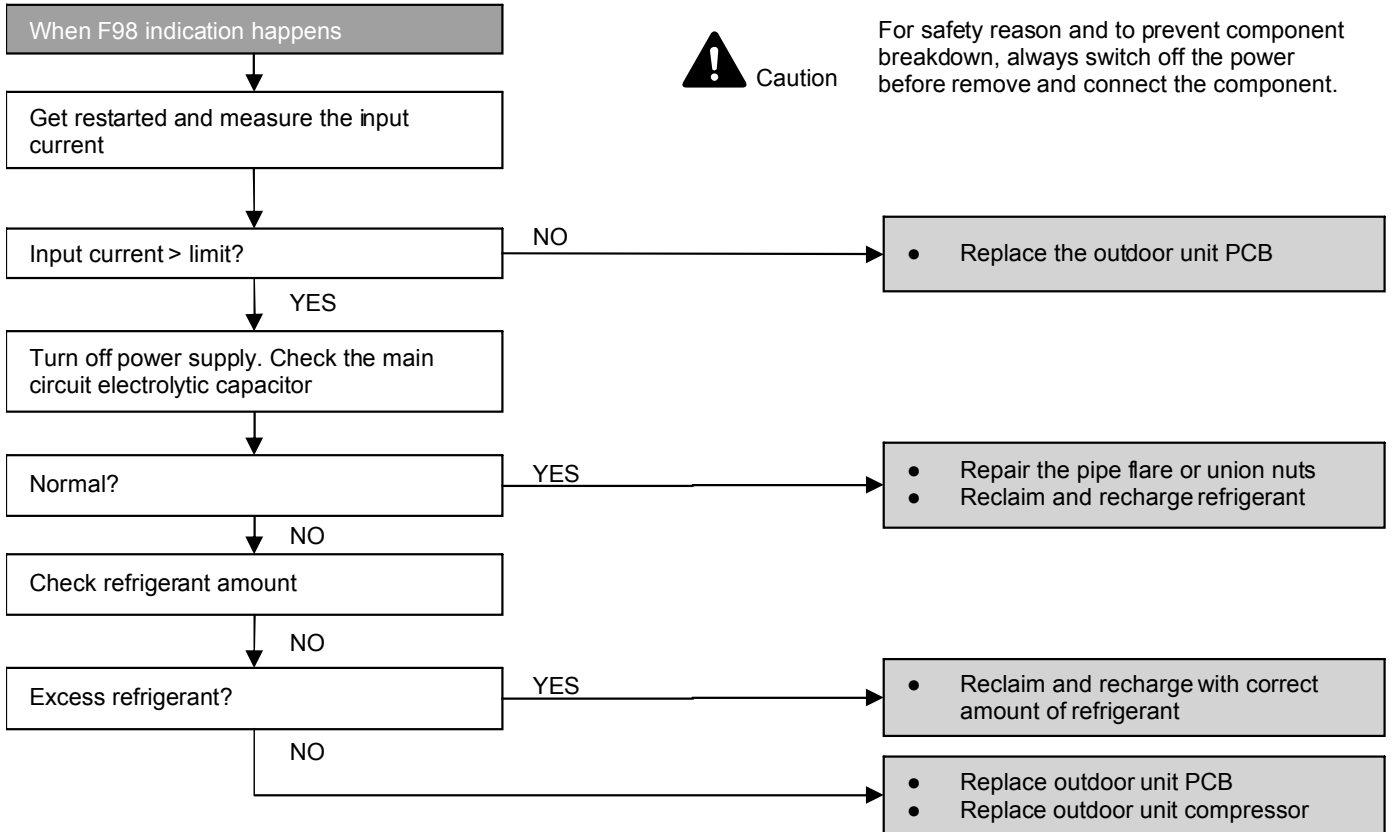 When F98 indication happens
Caution
For safety reason and to prevent component
breakdown, always switch off the power
before remove and connect the component.
Get restarted and measure the input
current
Input current > limit?
NO
● Replace the outdoor unit PCB
YES
Turn off power supply. Check the main
circuit electrolytic capacitor
Normal?
YES
● Repair the pipe flare or union nuts
● Reclaim and recharge refrigerant
NO
Check refrigerant amount
NO
Excess refrigerant?
YES
● Reclaim and recharge with correct
amount of refrigerant
NO
● Replace outdoor unit PCB
● Replace outdoor unit compressor